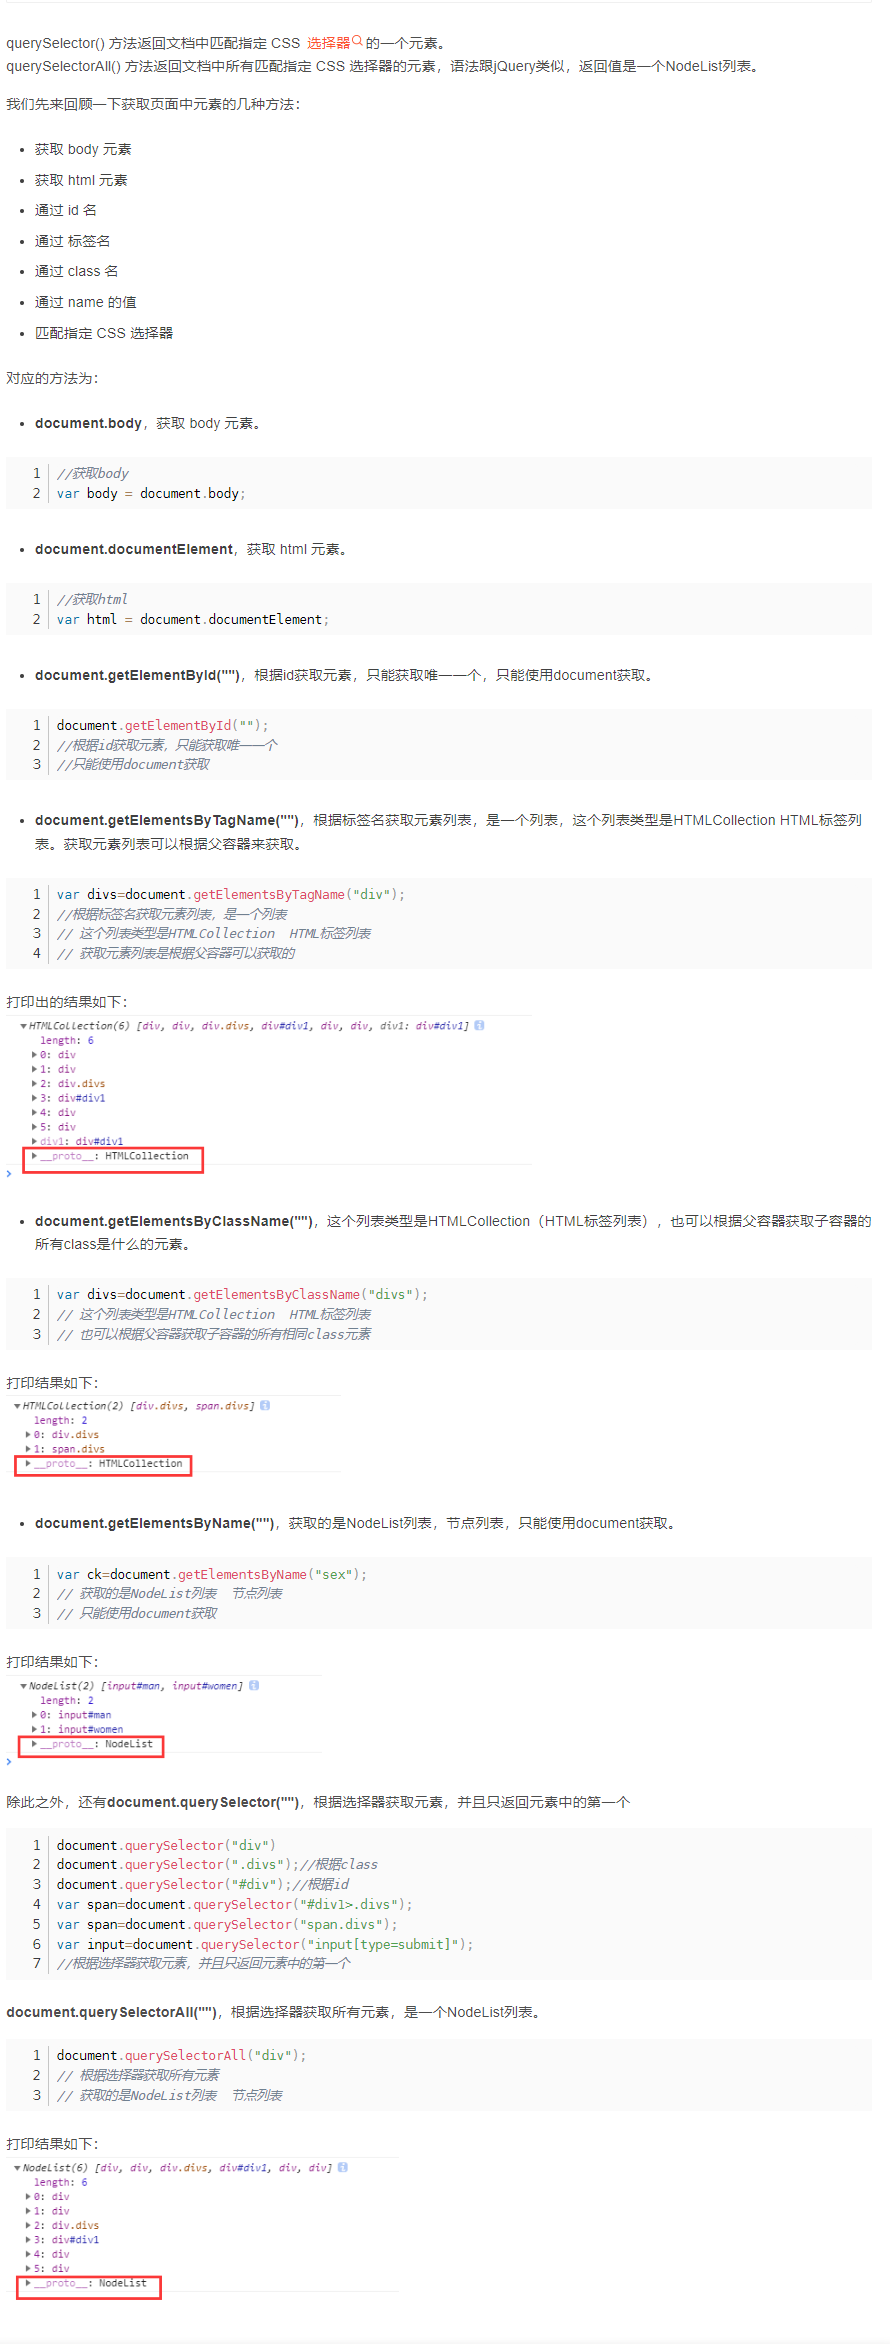 querySelector() 方法返回文档中匹配指定 CSS 选择器的一个元素。
querySelectorAll() 方法返回文档中所有匹配指定 CSS 选择器的元素，语法跟jQuery类似，返回值是一个NodeList列表。
我们先来回顾一下获取页面中元素的几种方法：
• 获取 body 元素
• 获取 html 元素
• 通过 id 名
• 通过 标签名
• 通过 class 名
• 通过 name 的值
• 匹配指定 CSS 选择器
对应的方法为：
• document.body，获取 body 元素。
1 //获取body
2 var body = document.body;
• document.documentElement，获取 html 元素。
1 //获取html
2 var html = document.documentElement;
• document.getElementById("")，根据id获取元素，只能获取唯一一个，只能使用document获取。
1 document.getElementById("");
2 //根据id获取元素，只能获取唯一一个
3 //只能使用document获取
• document.getElementsByTagName("")，根据标签名获取元素列表，是一个列表，这个列表类型是HTMLCollection HTML标签列
表。获取元素列表可以根据父容器来获取。
1 var divs=document.getElementsByTagName("div");
2 //根据标签名获取元素列表，是一个列表
3 // 这个列表类型是HTMLCollection  HTML标签列表
4 // 获取元素列表是根据父容器可以获取的
打印出的结果如下：
▼HTMLCollection(6) [div, div, div.divs, div#div1, div, div, div1: div#div1] i
length: 6
▶0: div
▶1: div
▶2: div.divs
▶3: div#div1
▶4: div
▶5: div
▶div1: div#div1
▶__proto__: HTMLCollection
>
• document.getElementsByClassName("")，这个列表类型是HTMLCollection（HTML标签列表），也可以根据父容器获取子容器的
所有class是什么的元素。
1 var divs=document.getElementsByClassName("divs");
2 // 这个列表类型是HTMLCollection  HTML标签列表
3 // 也可以根据父容器获取子容器的所有相同class元素
打印结果如下：
▼HTMLCollection(2) [div.divs, span.divs] i
length: 2
▶0: div.divs
▶1: span.divs
▶__proto__: HTMLCollection
• document.getElementsByName("")，获取的是NodeList列表，节点列表，只能使用document获取。
1 var ck=document.getElementsByName("sex");
2 // 获取的是NodeList列表  节点列表
3 // 只能使用document获取
打印结果如下：
▼NodeList(2) [input#man, input#women] i
length: 2
▶0: input#man
▶1: input#women
▶__proto__: NodeList
>
除此之外，还有document.querySelector("")，根据选择器获取元素，并且只返回元素中的第一个
1 document.querySelector("div")
2 document.querySelector(".divs");//根据class
3 document.querySelector("#div");//根据id
4 var span=document.querySelector("#div1>.divs");
5 var span=document.querySelector("span.divs");
6 var input=document.querySelector("input[type=submit]");
7 //根据选择器获取元素，并且只返回元素中的第一个
document.querySelectorAll("")，根据选择器获取所有元素，是一个NodeList列表。
1 document.querySelectorAll("div");
2 // 根据选择器获取所有元素
3 // 获取的是NodeList列表  节点列表
打印结果如下：
▼NodeList(6) [div, div, div.divs, div#div1, div, div] i
length: 6
▶0: div
▶1: div
▶2: div.divs
▶3: div#div1
▶4: div
▶5: div
▶__proto__: NodeList